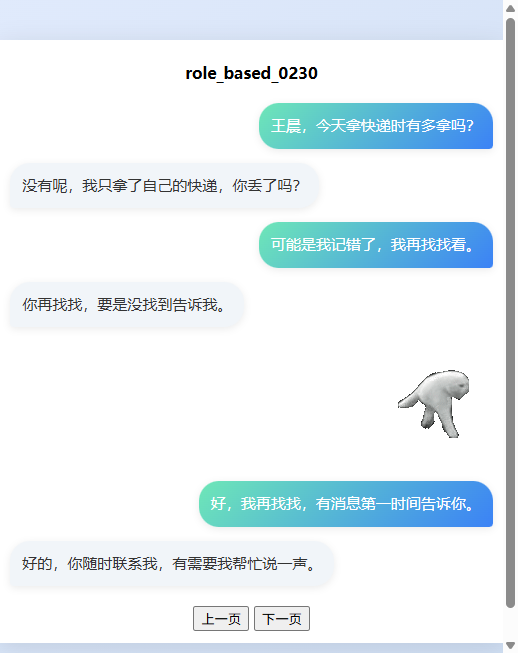 role_based_0230
王晨，今天拿快递时有多拿吗？
没有呢，我只拿了自己的快递，你丢了吗？
可能是我记错了，我再找找看。
你再找找，要是没找到告诉我。
好，我再找找，有消息第一时间告诉你。
好的，你随时联系我，有需要我帮忙说一声。
上一页 下一页